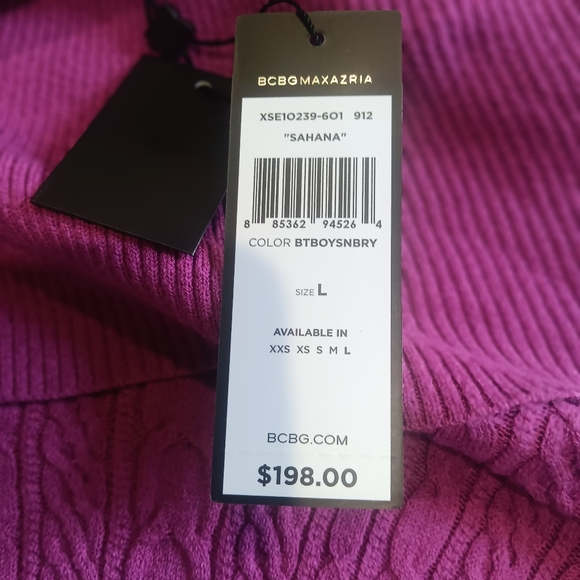 BCBGMAXAZRIA
XSE10239-601 912
"SAHANA"
8 85362 94526 4
COLOR BTBOYSNBRY
SIZE L
AVAILABLE IN
XXS XS S M L
BCBG.COM
$198.00